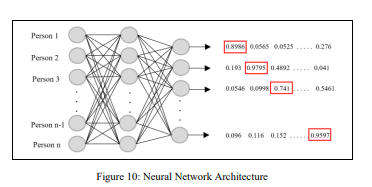 Person 1 0.8986 0.0565 0.0525 ..... 0.276
Person 2 0.193 0.9795 0.4892 ..... 0.041
Person 3 0.0546 0.0998 0.741 ..... 0.5461
Person n-1
Person n 0.096 0.116 0.152 ..... 0.9597
Figure 10: Neural Network Architecture